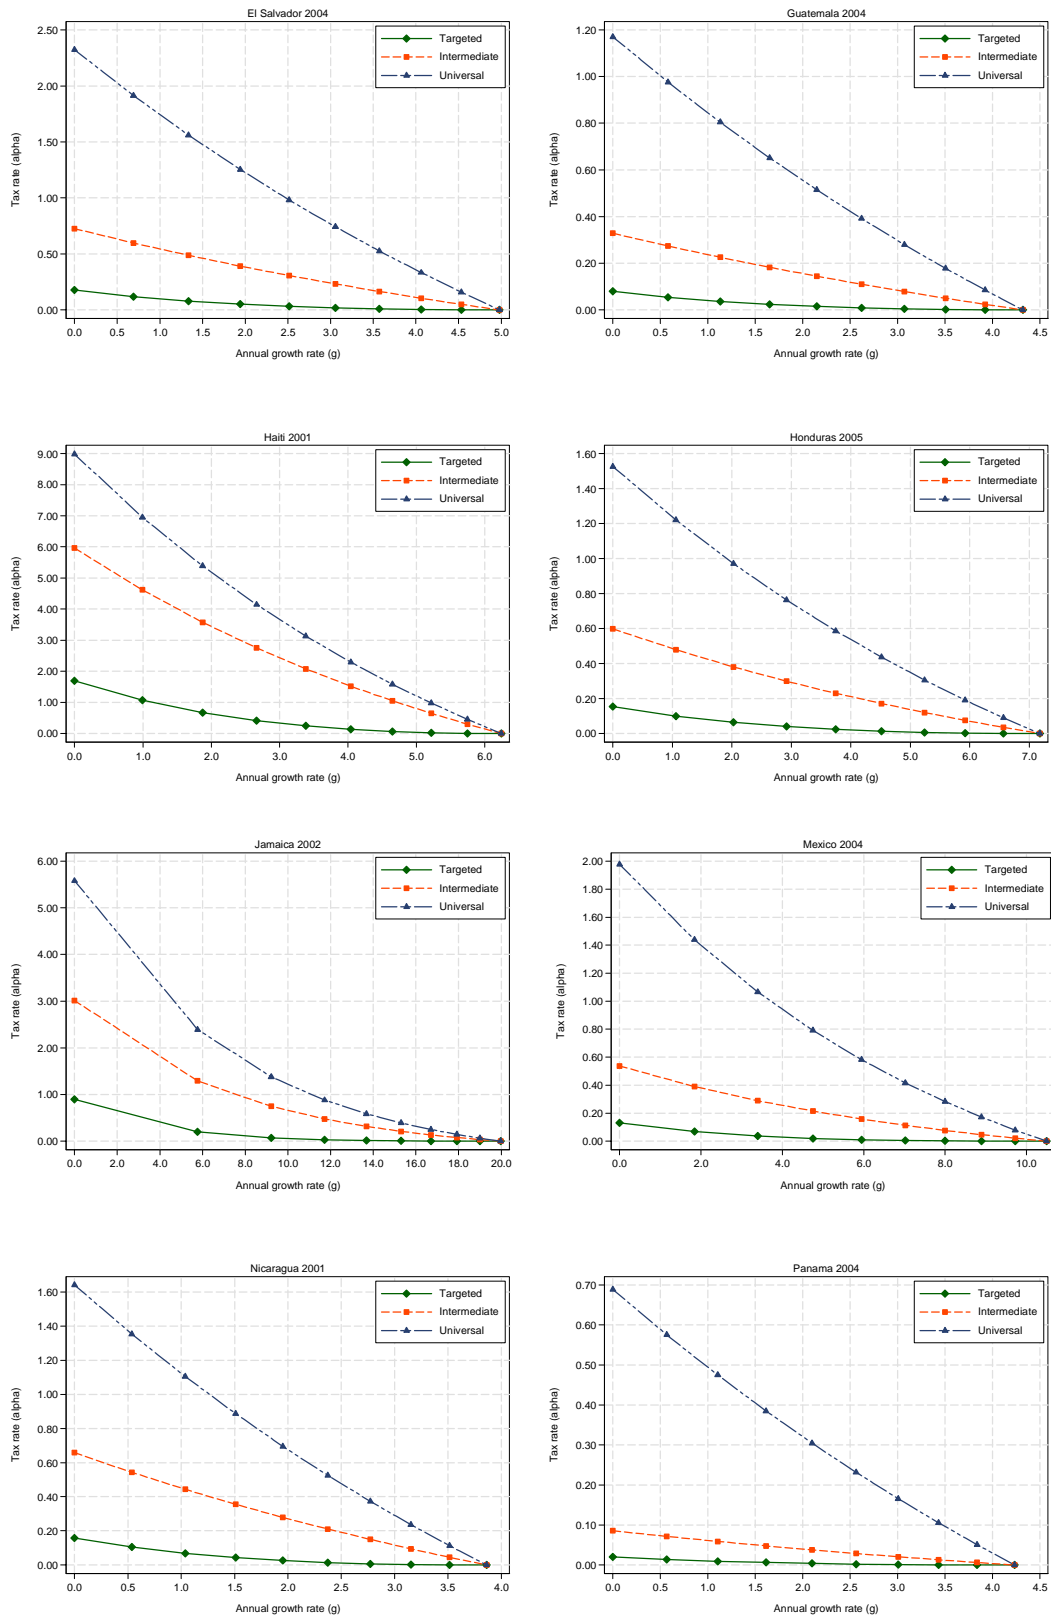 El Salvador 2004
Tax rate (alpha)
2.50
2.00
1.50
1.00
0.50
0.00
Targeted
Intermediate
Universal
0.0 0.5 1.0 1.5 2.0 2.5 3.0 3.5 4.0 4.5 5.0
Annual growth rate (g)
Guatemala 2004
Tax rate (alpha)
1.20
1.00
0.80
0.60
0.40
0.20
0.00
Targeted
Intermediate
Universal
0.0 0.5 1.0 1.5 2.0 2.5 3.0 3.5 4.0 4.5
Annual growth rate (g)
Haiti 2001
Tax rate (alpha)
9.00
8.00
7.00
6.00
5.00
4.00
3.00
2.00
1.00
0.00
Targeted
Intermediate
Universal
0.0 1.0 2.0 3.0 4.0 5.0 6.0
Annual growth rate (g)
Honduras 2005
Tax rate (alpha)
1.60
1.40
1.20
1.00
0.80
0.60
0.40
0.20
0.00
Targeted
Intermediate
Universal
0.0 1.0 2.0 3.0 4.0 5.0 6.0 7.0
Annual growth rate (g)
Jamaica 2002
Tax rate (alpha)
6.00
5.00
4.00
3.00
2.00
1.00
0.00
Targeted
Intermediate
Universal
0.0 2.0 4.0 6.0 8.0 10.0 12.0 14.0 16.0 18.0 20.0
Annual growth rate (g)
Mexico 2004
Tax rate (alpha)
2.00
1.80
1.60
1.40
1.20
1.00
0.80
0.60
0.40
0.20
0.00
Targeted
Intermediate
Universal
0.0 2.0 4.0 6.0 8.0 10.0
Annual growth rate (g)
Nicaragua 2001
Tax rate (alpha)
1.60
1.40
1.20
1.00
0.80
0.60
0.40
0.20
0.00
Targeted
Intermediate
Universal
0.0 0.5 1.0 1.5 2.0 2.5 3.0 3.5 4.0
Annual growth rate (g)
Panama 2004
Tax rate (alpha)
0.70
0.60
0.50
0.40
0.30
0.20
0.10
0.00
Targeted
Intermediate
Universal
0.0 0.5 1.0 1.5 2.0 2.5 3.0 3.5 4.0 4.5
Annual growth rate (g)